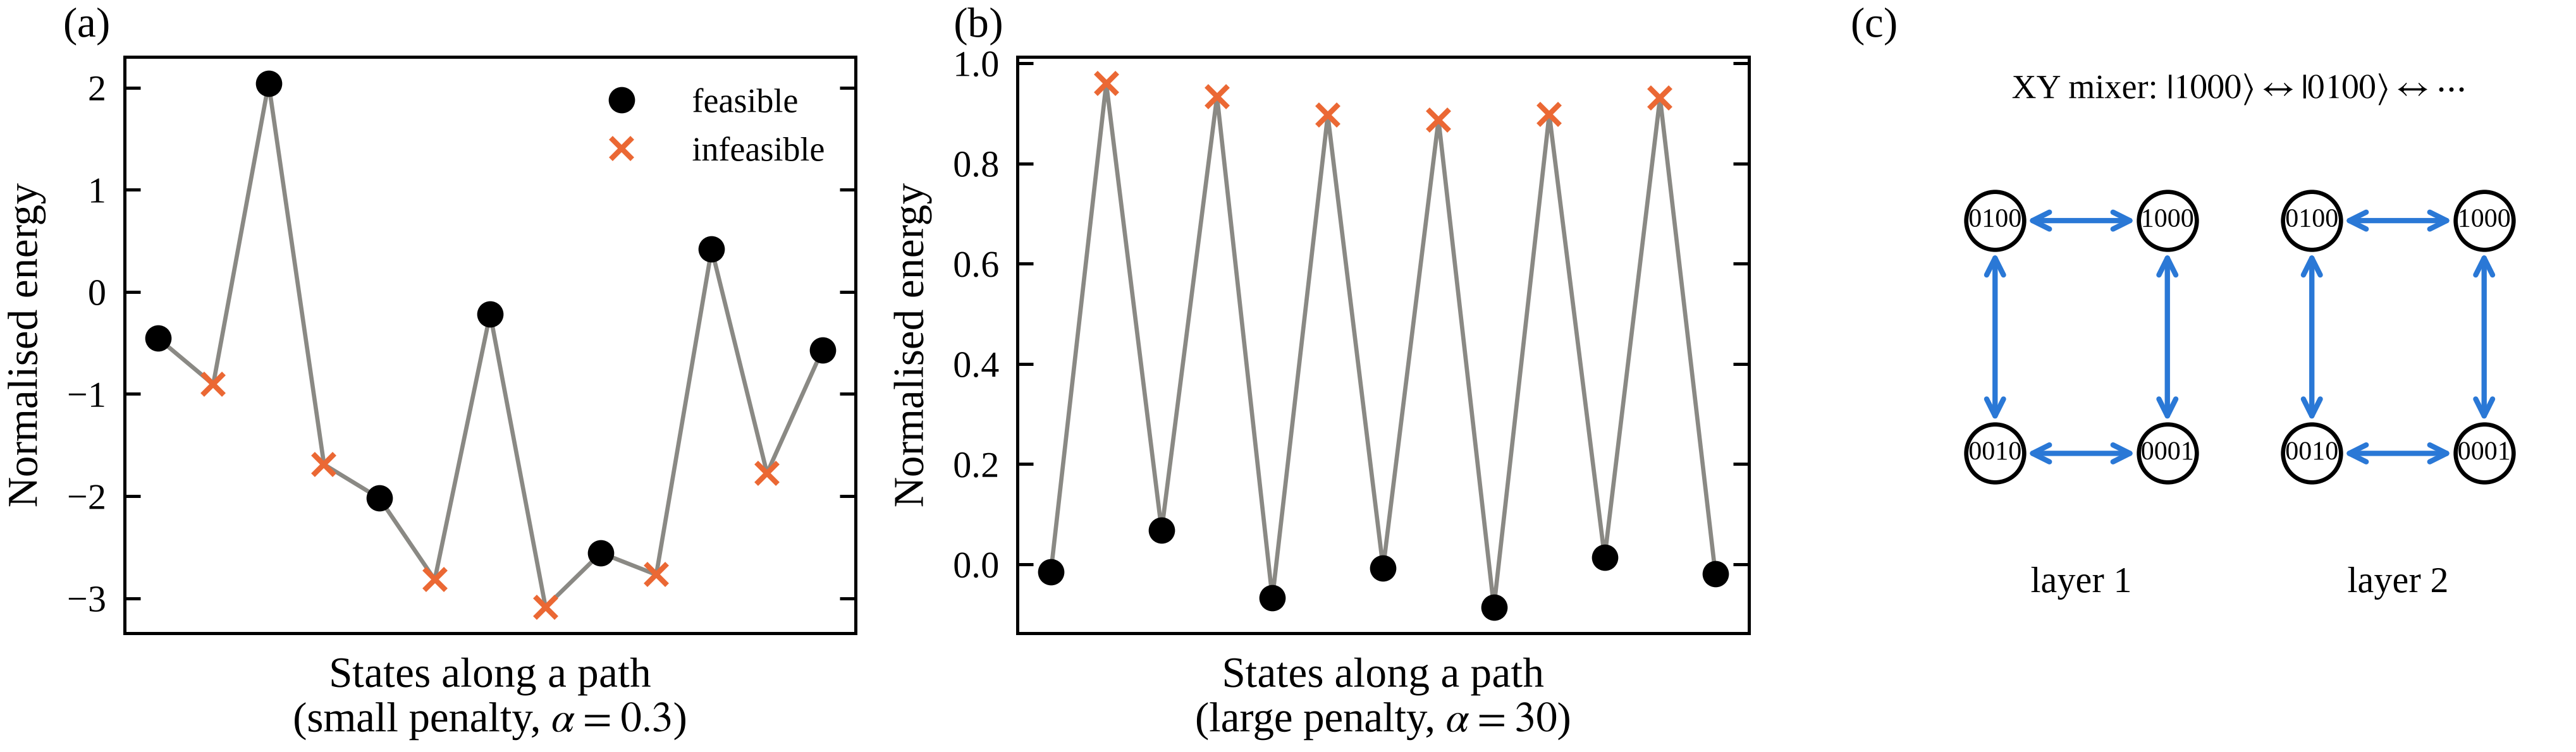 (a)
Normalised energy
2
1
0
−1
−2
−3
feasible
infeasible
States along a path
(small penalty, α = 0.3)
(b)
Normalised energy
1.0
0.8
0.6
0.4
0.2
0.0
States along a path
(large penalty, α = 30)
(c)
XY mixer: |1000⟩ ↔ |0100⟩ ↔ ···
0100 1000 0100 1000
0010 0001 0010 0001
layer 1 layer 2